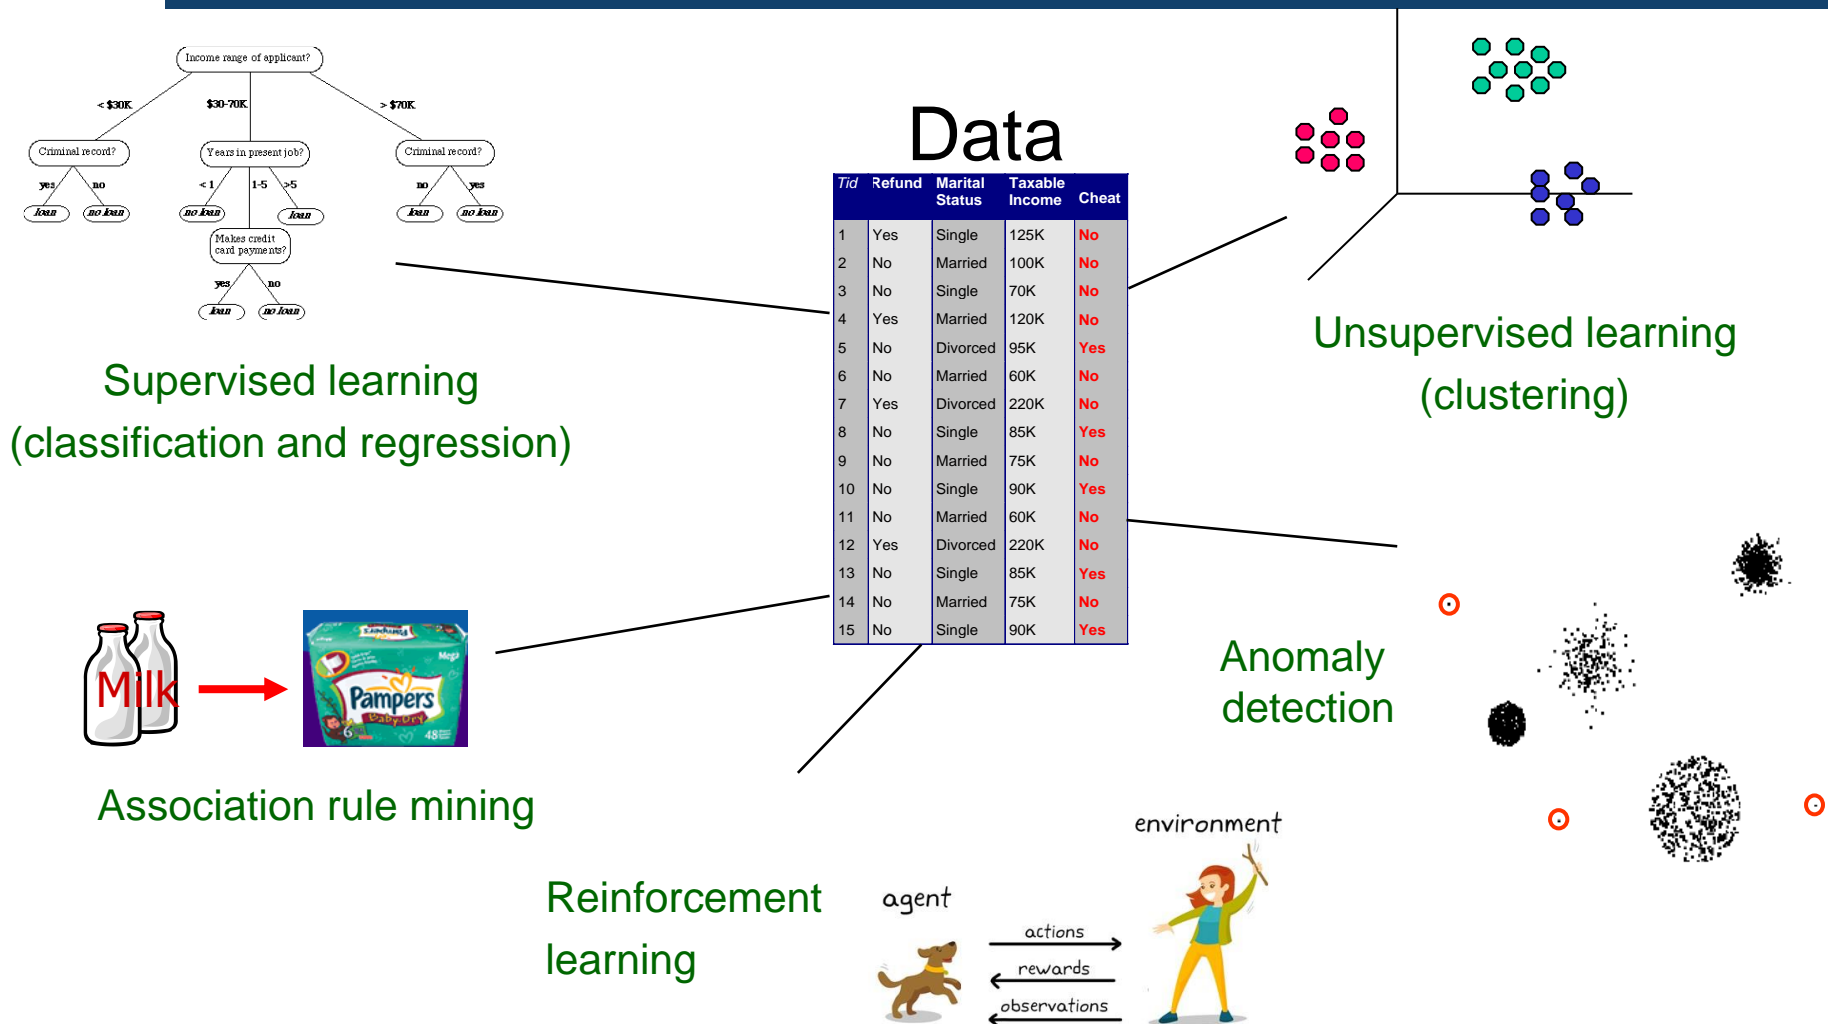 Income range of applicant?
< $30K
$30-70K
> $70K
Criminal record?
Years in present job?
Criminal record?
yes
no
< 1
1-5
>5
no
yes
loan
no loan
no loan
loan
loan
no loan
Makes credit
card payments?
yes
no
loan
no loan
Supervised learning
(classification and regression)
Data
Tid Refund Marital Status Taxable Income Cheat
1 Yes Single 125K No
2 No Married 100K No
3 No Single 70K No
4 Yes Married 120K No
5 No Divorced 95K Yes
6 No Married 60K No
7 Yes Divorced 220K No
8 No Single 85K Yes
9 No Married 75K No
10 No Single 90K Yes
11 No Married 60K No
12 Yes Divorced 220K No
13 No Single 85K Yes
14 No Married 75K No
15 No Single 90K Yes
Unsupervised learning
(clustering)
Milk
Pampers
Mega
Pampers
Baby-Dry
6
48
Association rule mining
Anomaly
detection
Reinforcement
learning
agent
environment
actions
rewards
observations